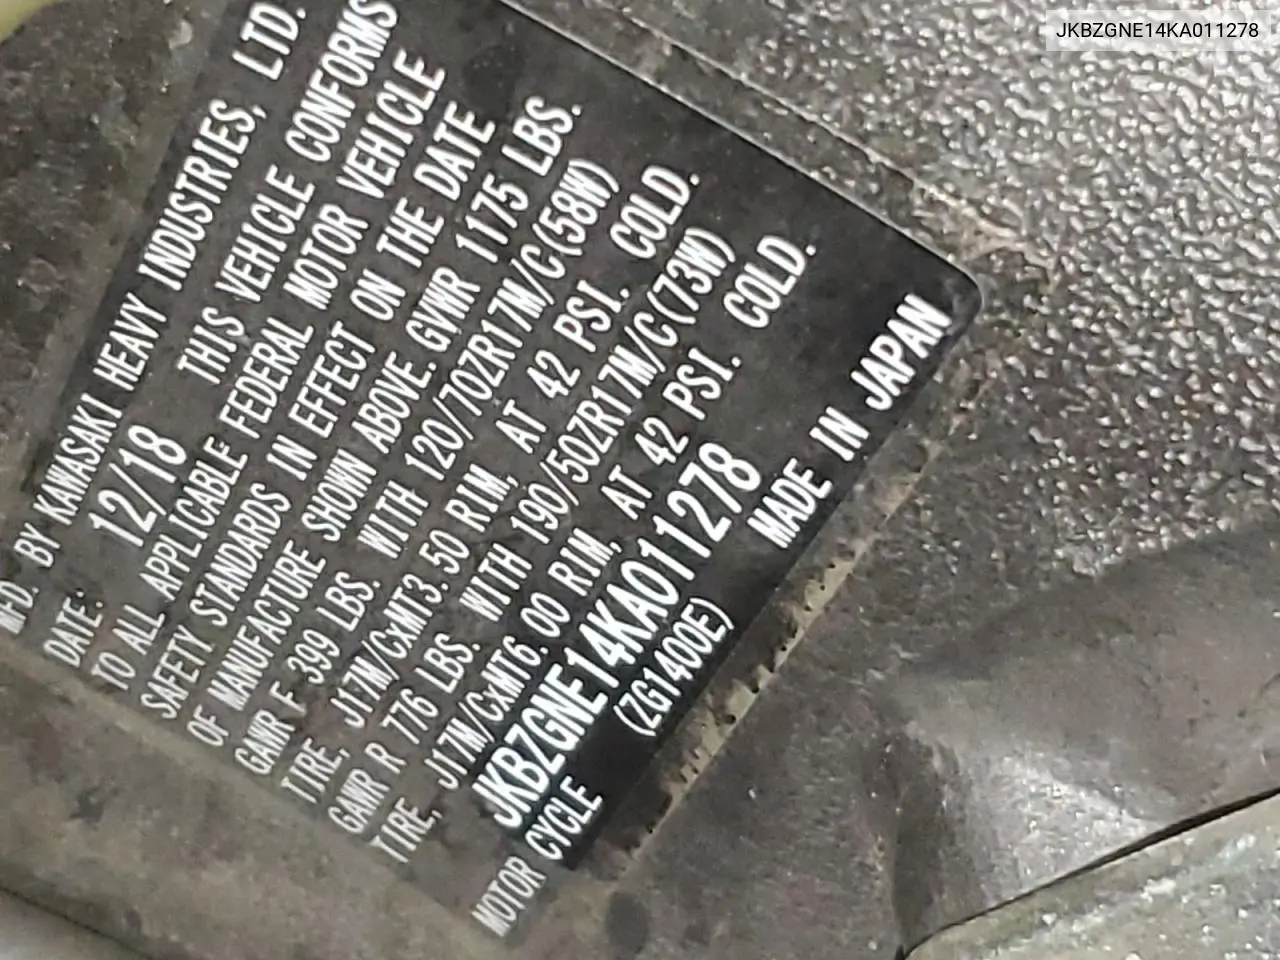 JKBZGNE14KA011278
MFD. BY KAWASAKI HEAVY INDUSTRIES, LTD.
DATE: 12/18 THIS VEHICLE CONFORMS
TO ALL APPLICABLE FEDERAL MOTOR VEHICLE
SAFETY STANDARDS IN EFFECT ON THE DATE
OF MANUFACTURE SHOWN ABOVE. GVWR 1175 LBS.
GAWR F 399 LBS. WITH 120/70ZR17M/C(58W)
TIRE, J17M/CxMT3.50 RIM, AT 42 PSI. COLD.
GAWR R 776 LBS. WITH 190/50ZR17M/C(73W)
TIRE, J17M/CxMT6.00 RIM, AT 42 PSI. COLD.
JKBZGNE14KA011278
MOTOR CYCLE (ZG1400E) MADE IN JAPAN